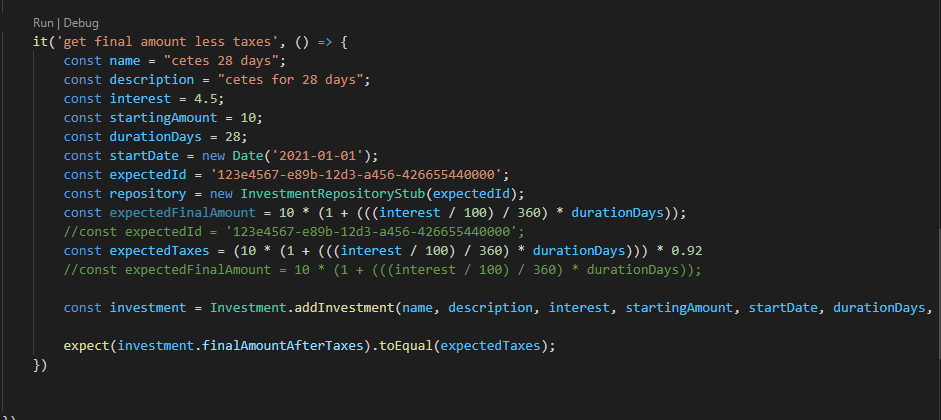 Run | Debug
it('get final amount less taxes', () => {
const name = "cetes 28 days";
const description = "cetes for 28 days";
const interest = 4.5;
const startingAmount = 10;
const durationDays = 28;
const startDate = new Date('2021-01-01');
const expectedId = '123e4567-e89b-12d3-a456-426655440000';
const repository = new InvestmentRepositoryStub(expectedId);
const expectedFinalAmount = 10 * (1 + (((interest / 100) / 360) * durationDays));
//const expectedId = '123e4567-e89b-12d3-a456-426655440000';
const expectedTaxes = (10 * (1 + (((interest / 100) / 360) * durationDays))) * 0.92
//const expectedFinalAmount = 10 * (1 + (((interest / 100) / 360) * durationDays));
const investment = Investment.addInvestment(name, description, interest, startingAmount, startDate, durationDays,
expect(investment.finalAmountAfterTaxes).toEqual(expectedTaxes);
})